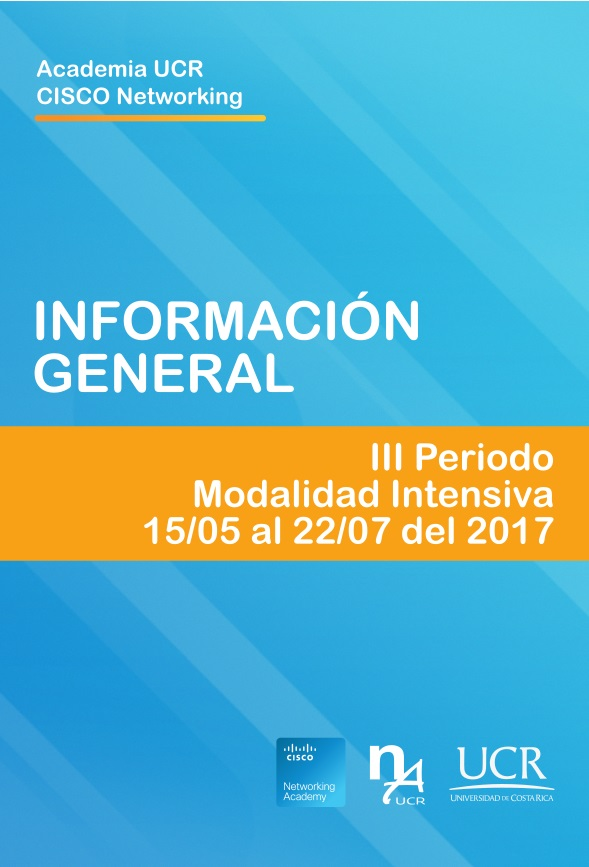 Academia UCR
CISCO Networking
INFORMACIÓN
GENERAL
III Periodo
Modalidad Intensiva
15/05 al 22/07 del 2017
CISCO
Networking
Academy
nA
UCR
UCR
UNIVERSIDAD DE COSTA RICA